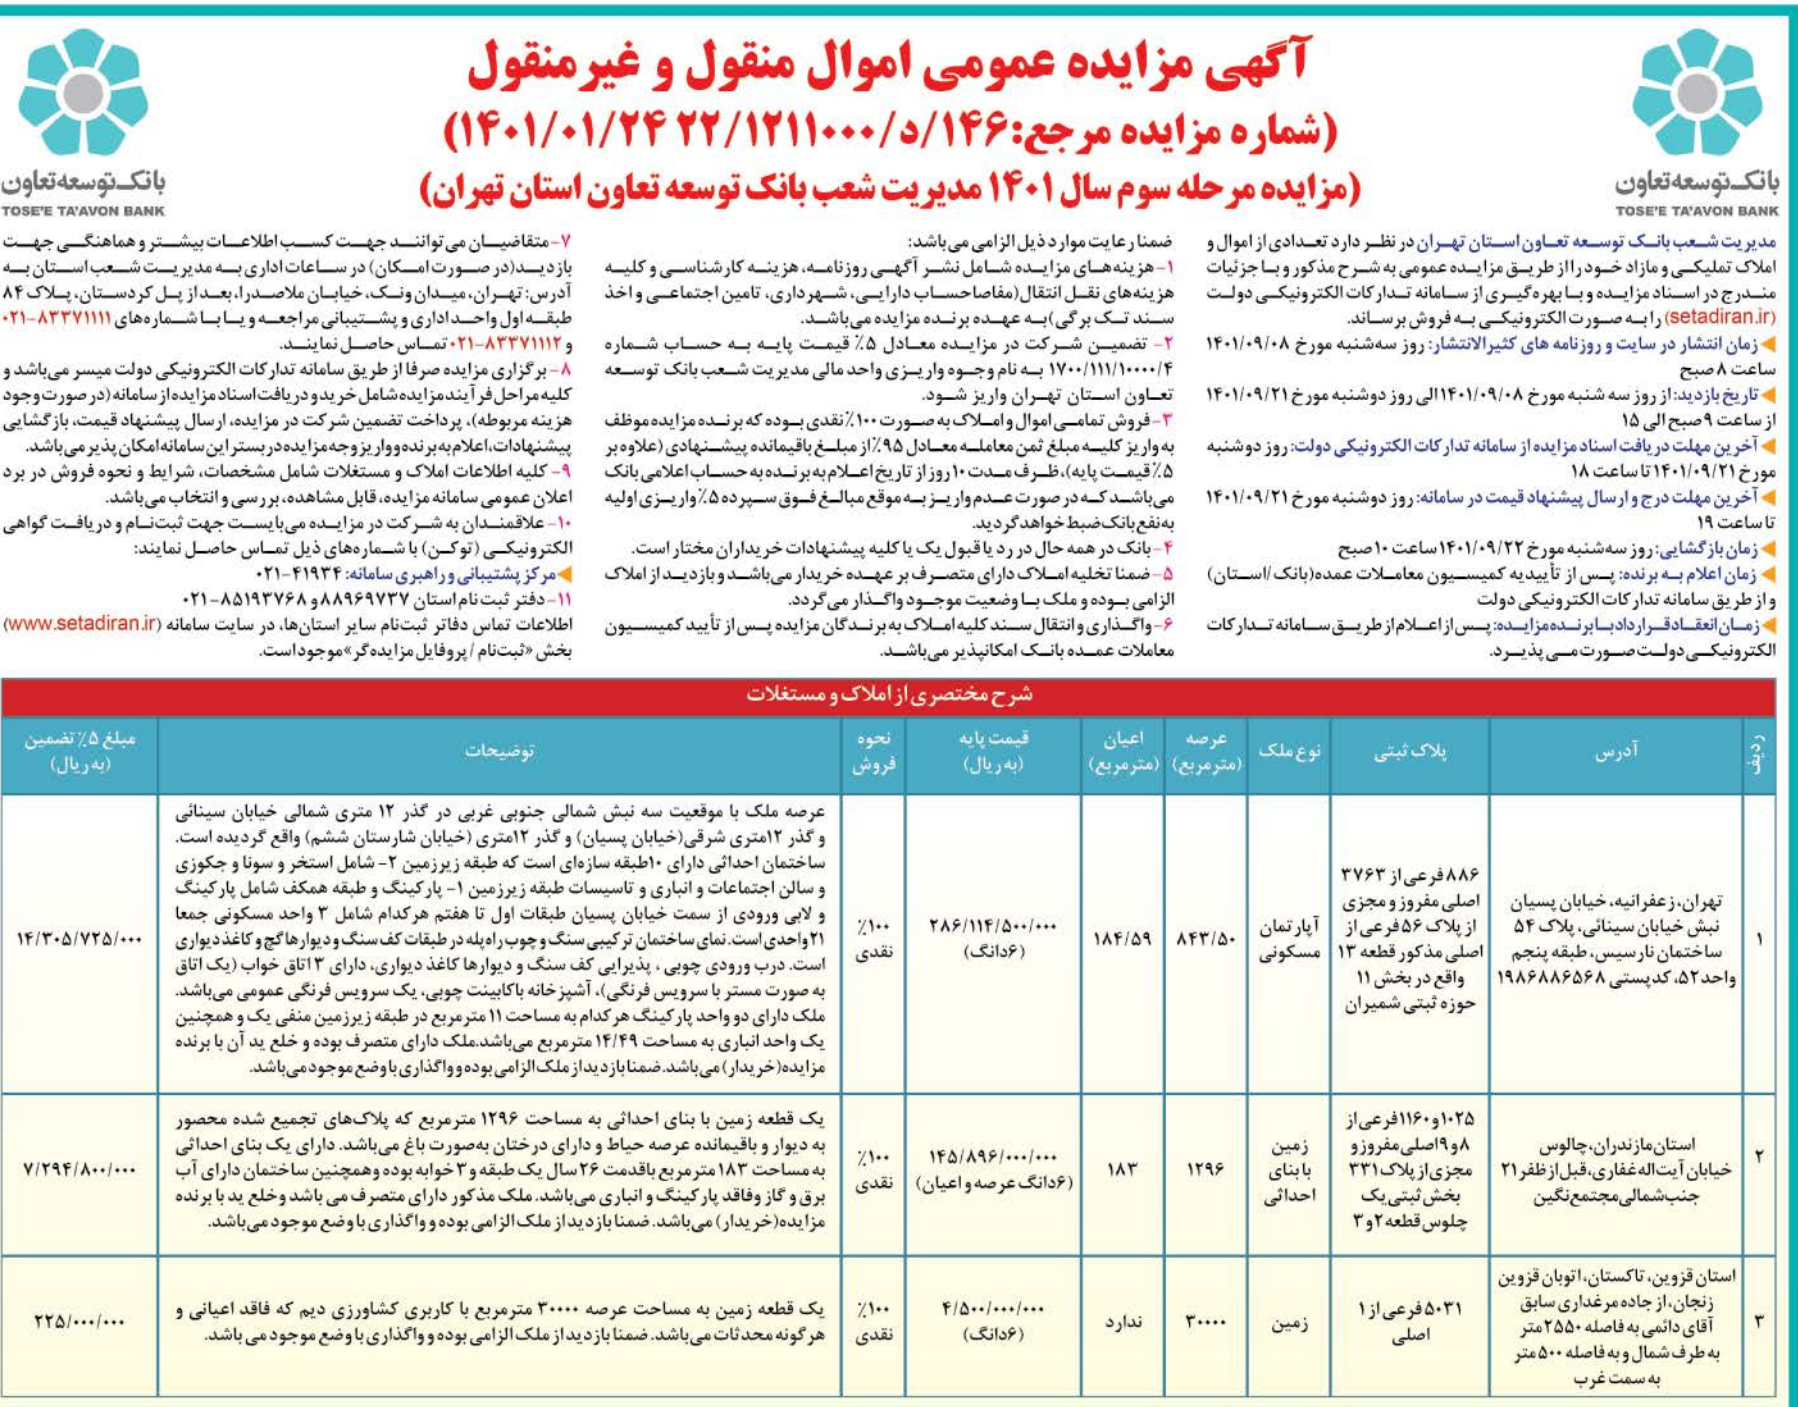 آگهی مزایده عمومی اموال منقول و غیرمنقول
(شماره مزایده مرجع:۱۴۶/د/۲۲/۱۲۱۱۰۰۰ ۱۴۰۱/۰۱/۲۴)
(مزایده مرحله سوم سال ۱۴۰۱ مدیریت شعب بانک توسعه تعاون استان تهران)
بانک توسعه تعاون
TOSE'E TA'AVON BANK
بانک توسعه تعاون
TOSE'E TA'AVON BANK
مدیریت شعب بانک توسعه تعاون استان تهران در نظر دارد تعدادی از اموال و
املاک تملیکی و مازاد خود را از طریق مزایده عمومی به شرح مذکور و با جزئیات
مندرج در اسناد مزایده و با بهره‌گیری از سامانه تدارکات الکترونیکی دولت
(setadiran.ir) را به صورت الکترونیکی به فروش برساند.
زمان انتشار در سایت و روزنامه های کثیرالانتشار: روز سه‌شنبه مورخ ۱۴۰۱/۰۹/۰۸
ساعت ۸ صبح
تاریخ بازدید: از روز سه شنبه مورخ ۱۴۰۱/۰۹/۰۸ الی روز دوشنبه مورخ ۱۴۰۱/۰۹/۲۱
از ساعت ۹ صبح الی ۱۵
آخرین مهلت دریافت اسناد مزایده از سامانه تدارکات الکترونیکی دولت: روز دوشنبه
مورخ ۱۴۰۱/۰۹/۲۱ تا ساعت ۱۸
آخرین مهلت درج و ارسال پیشنهاد قیمت در سامانه: روز دوشنبه مورخ ۱۴۰۱/۰۹/۲۱
تا ساعت ۱۹
زمان بازگشایی: روز سه‌شنبه مورخ ۱۴۰۱/۰۹/۲۲ ساعت ۱۰ صبح
زمان اعلام به برنده: پس از تأییدیه کمیسیون معاملات عمده(بانک /استان)
و از طریق سامانه تدارکات الکترونیکی دولت
زمان انعقاد قرارداد با برنده مزایده: پس از اعلام از طریق سامانه تدارکات
الکترونیکی دولت صورت می پذیرد.
ضمنا رعایت موارد ذیل الزامی می‌باشد:
۱- هزینه‌های مزایده شامل نشر آگهی روزنامه، هزینه کارشناسی و کلیه
هزینه‌های نقل انتقال(مفاصاحساب دارایی، شهرداری، تامین اجتماعی و اخذ
سند تک برگی) به عهده برنده مزایده می‌باشد.
۲- تضمین شرکت در مزایده معادل ۵٪ قیمت پایه به حساب شماره
۱۷۰۰/۱۱۱/۱۰۰۰۰/۴ به نام وجوه واریزی واحد مالی مدیریت شعب بانک توسعه
تعاون استان تهران واریز شود.
۳- فروش تمامی اموال و املاک به صورت ۱۰۰٪ نقدی بوده که برنده مزایده موظف
به واریز کلیه مبلغ ثمن معامله معادل ۹۵٪ از مبلغ باقیمانده پیشنهادی (علاوه بر
۵٪ قیمت پایه)، ظرف مدت ۱۰ روز از تاریخ اعلام به برنده به حساب اعلامی بانک
می‌باشد که در صورت عدم واریز به موقع مبالغ فوق سپرده ۵٪ واریزی اولیه
به نفع بانک ضبط خواهد گردید.
۴- بانک در همه حال در رد یا قبول یک یا کلیه پیشنهادات خریداران مختار است.
۵- ضمنا تخلیه املاک دارای متصرف بر عهده خریدار می‌باشد و بازدید از املاک
الزامی بوده و ملک با وضعیت موجود واگذار می گردد.
۶- واگذاری و انتقال سند کلیه املاک به برندگان مزایده پس از تأیید کمیسیون
معاملات عمده بانک امکانپذیر می‌باشد.
۷- متقاضیان می توانند جهت کسب اطلاعات بیشتر و هماهنگی جهت
بازدید(در صورت امکان) در ساعات اداری به مدیریت شعب استان به
آدرس: تهران، میدان ونک، خیابان ملاصدرا، بعد از پل کردستان، پلاک ۸۴
طبقه اول واحد اداری و پشتیبانی مراجعه و یا با شماره‌های ۸۳۳۷۱۱۱۱-۰۲۱
و ۸۳۳۷۱۱۱۲-۰۲۱ تماس حاصل نمایند.
۸- برگزاری مزایده صرفا از طریق سامانه تدارکات الکترونیکی دولت میسر می‌باشد و
کلیه مراحل فرآیند مزایده شامل خرید و دریافت اسناد مزایده از سامانه (در صورت وجود
هزینه مربوطه)، پرداخت تضمین شرکت در مزایده، ارسال پیشنهاد قیمت، بازگشایی
پیشنهادات، اعلام به برنده و واریز وجه مزایده در بستر این سامانه امکان پذیر می باشد.
۹- کلیه اطلاعات املاک و مستغلات شامل مشخصات، شرایط و نحوه فروش در برد
اعلان عمومی سامانه مزایده، قابل مشاهده، بررسی و انتخاب می‌باشد.
۱۰- علاقمندان به شرکت در مزایده می‌بایست جهت ثبت‌نام و دریافت گواهی
الکترونیکی (توکن) با شماره‌های ذیل تماس حاصل نمایند:
مرکز پشتیبانی و راهبری سامانه: ۴۱۹۳۴-۰۲۱
۱۱- دفتر ثبت نام استان ۸۸۹۶۹۷۳۷ و ۸۵۱۹۳۷۶۸-۰۲۱
اطلاعات تماس دفاتر ثبت‌نام سایر استان‌ها، در سایت سامانه (www.setadiran.ir)
بخش «ثبت‌نام / پروفایل مزایده‌گر» موجود است.
شرح مختصری از املاک و مستغلات
ردیف
آدرس
پلاک ثبتی
نوع ملک
عرصه
(مترمربع)
اعیان
(مترمربع)
قیمت پایه
(به ریال)
نحوه
فروش
توضیحات
مبلغ ۵٪ تضمین
(به ریال)
۱
تهران، زعفرانیه، خیابان پسیان
نبش خیابان سینائی، پلاک ۵۴
ساختمان نارسیس، طبقه پنجم
واحد ۵۲، کدپستی ۱۹۸۶۸۸۶۵۶۸
۸۸۶ فرعی از ۳۷۶۳
اصلی مفروز و مجزی
از پلاک ۵۶ فرعی از
اصلی مذکور قطعه ۱۳
واقع در بخش ۱۱
حوزه ثبتی شمیران
آپارتمان
مسکونی
۸۴۳/۵۰
۱۸۴/۵۹
۲۸۶/۱۱۴/۵۰۰/۰۰۰
(۶دانگ)
۱۰۰٪
نقدی
عرصه ملک با موقعیت سه نبش شمالی جنوبی غربی در گذر ۱۲ متری شمالی خیابان سینائی
و گذر ۱۲متری شرقی(خیابان پسیان) و گذر ۱۲متری (خیابان شارستان ششم) واقع گردیده است.
ساختمان احداثی دارای ۱۰طبقه سازه‌ای است که طبقه زیرزمین ۲- شامل استخر و سونا و جکوزی
و سالن اجتماعات و انباری و تاسیسات طبقه زیرزمین ۱- پارکینگ و طبقه همکف شامل پارکینگ
و لابی ورودی از سمت خیابان پسیان طبقات اول تا هفتم هرکدام شامل ۳ واحد مسکونی جمعا
۲۱واحدی است. نمای ساختمان ترکیبی سنگ و چوب راه‌پله در طبقات کف سنگ و دیوارها گچ و کاغذ دیواری
است. درب ورودی چوبی ، پذیرایی کف سنگ و دیوارها کاغذ دیواری، دارای ۳ اتاق خواب (یک اتاق
به صورت مستر با سرویس فرنگی)، آشپزخانه باکابینت چوبی، یک سرویس فرنگی عمومی می‌باشد.
ملک دارای دو واحد پارکینگ هرکدام به مساحت ۱۱ مترمربع در طبقه زیرزمین منفی یک و همچنین
یک واحد انباری به مساحت ۱۴/۴۹ مترمربع می‌باشد.ملک دارای متصرف بوده و خلع ید آن با برنده
مزایده(خریدار) می‌باشد. ضمنا بازدید از ملک الزامی بوده و واگذاری با وضع موجود می‌باشد.
۱۴/۳۰۵/۷۲۵/۰۰۰
۲
استان مازندران، چالوس
خیابان آیت‌اله غفاری، قبل از ظفر ۲۱
جنب شمالی مجتمع نگین
۱۰۲۵ و ۱۱۶۰ فرعی از
۸ و ۹ اصلی مفروز و
مجزی از پلاک ۳۳۱
بخش ثبتی یک
چلوس قطعه ۲ و ۳
زمین
با بنای
احداثی
۱۲۹۶
۱۸۳
۱۴۵/۸۹۶/۰۰۰/۰۰۰
(۶دانگ عرصه و اعیان)
۱۰۰٪
نقدی
یک قطعه زمین با بنای احداثی به مساحت ۱۲۹۶ مترمربع که پلاک‌های تجمیع شده محصور
به دیوار و باقیمانده عرصه حیاط و دارای درختان به‌صورت باغ می‌باشد. دارای یک بنای احداثی
به مساحت ۱۸۳ مترمربع باقدمت ۲۶ سال یک طبقه و ۳ خوابه بوده وهمچنین ساختمان دارای آب
برق و گاز وفاقد پارکینگ و انباری می‌باشد. ملک مذکور دارای متصرف می باشد وخلع ید با برنده
مزایده(خریدار) می‌باشد. ضمنا بازدید از ملک الزامی بوده و واگذاری با وضع موجود می‌باشد.
۷/۲۹۴/۸۰۰/۰۰۰
۳
استان قزوین، تاکستان، اتوبان قزوین
زنجان، از جاده مرغداری سابق
آقای دائمی به فاصله ۲۵۵۰ متر
به طرف شمال و به فاصله ۵۰۰ متر
به سمت غرب
۵۰۳۱ فرعی از ۱
اصلی
زمین
۳۰۰۰۰
ندارد
۴/۵۰۰/۰۰۰/۰۰۰
(۶دانگ)
۱۰۰٪
نقدی
یک قطعه زمین به مساحت عرصه ۳۰۰۰۰ مترمربع با کاربری کشاورزی دیم که فاقد اعیانی و
هرگونه محدثات می‌باشد. ضمنا بازدید از ملک الزامی بوده و واگذاری با وضع موجود می باشد.
۲۲۵/۰۰۰/۰۰۰